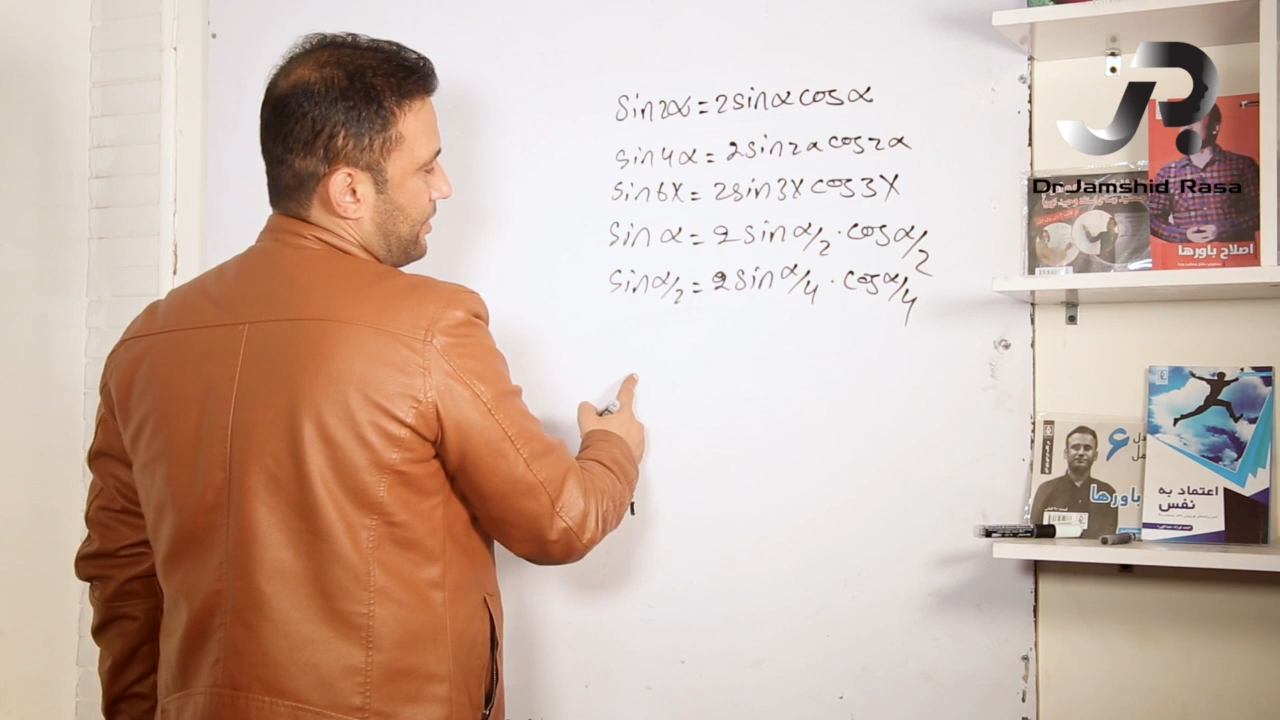 sin2α = 2sinα cosα
sin4α = 2sin2α cos2α
sin6x = 2sin3x cos3x
sinα = 2sinα/2 · cosα/2
sinα/2 = 2sinα/4 · cosα/4
Dr.Jamshid Rasa
اصلاح باورها
۶
باورها
اعتماد به
نفس